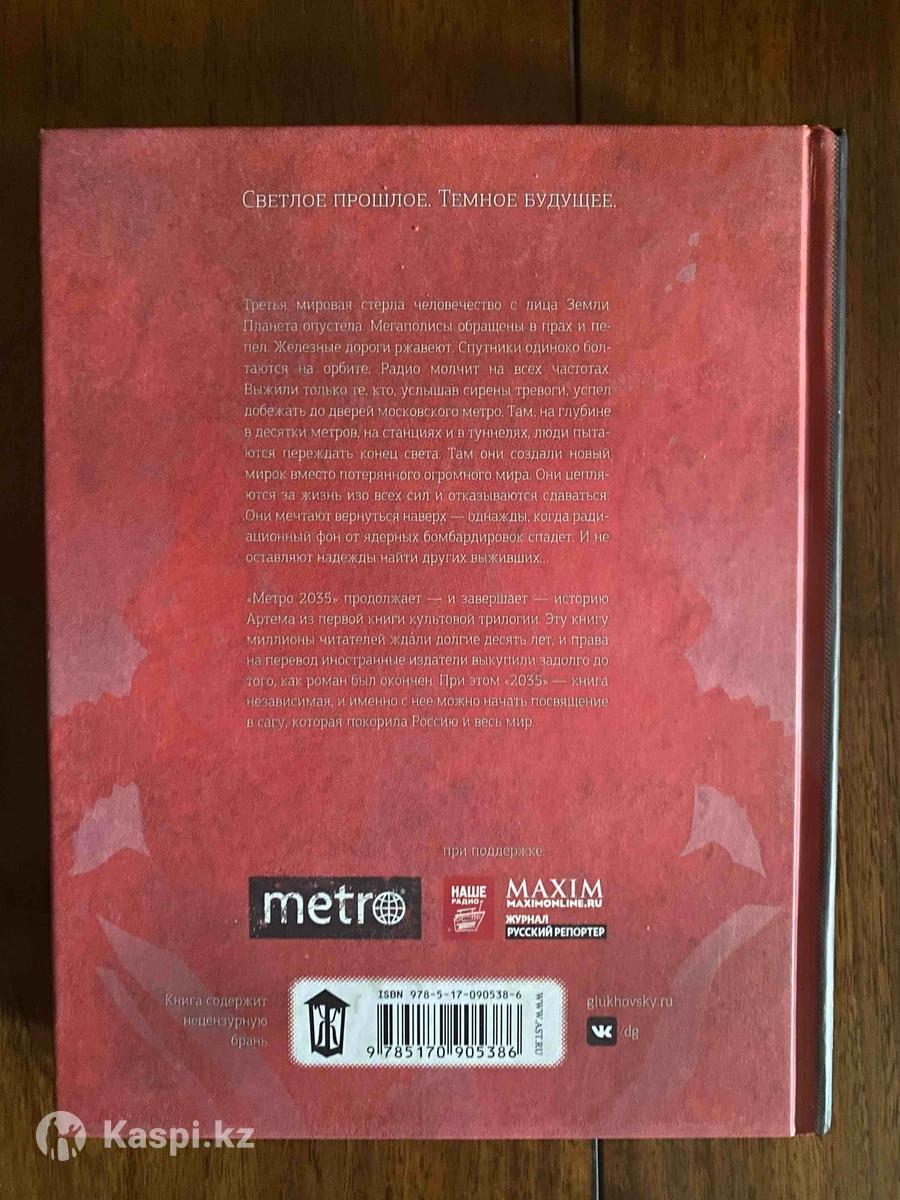 Светлое прошлое. Темное будущее.
Третья мировая стерла человечество с лица Земли.
Планета опустела. Мегаполисы обращены в прах и пе-
пел. Железные дороги ржавеют. Спутники одиноко бол-
таются на орбите. Радио молчит на всех частотах.
Выжили только те, кто, услышав сирены тревоги, успел
добежать до дверей московского метро. Там, на глубине
в десятки метров, на станциях и в туннелях, люди пыта-
ются переждать конец света. Там они создали новый
мирок вместо потерянного огромного мира. Они цепля-
ются за жизнь изо всех сил и отказываются сдаваться.
Они мечтают вернуться наверх — однажды, когда ради-
ационный фон от ядерных бомбардировок спадет. И не
оставляют надежды найти других выживших...
«Метро 2035» продолжает — и завершает — историю
Артема из первой книги культовой трилогии. Эту книгу
миллионы читателей ждали долгие десять лет, и права
на перевод иностранные издатели выкупили задолго до
того, как роман был окончен. При этом «2035» — книга
независимая, и именно с нее можно начать посвящение
в сагу, которая покорила Россию и весь мир.
при поддержке:
metro
НАШЕ
РАДИО
MAXIM
MAXIMONLINE.RU
ЖУРНАЛ
РУССКИЙ РЕПОРТЕР
Книга содержит
нецензурную
брань
Ж
ISBN 978-5-17-090538-6
9 785170 905386
WWW.AST.RU
glukhovsky.ru
/dg
Kaspi.kz